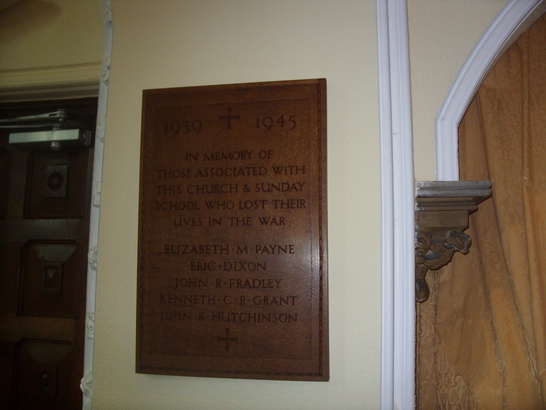 1939 ✠ 1945
IN MEMORY OF
THOSE ASSOCIATED WITH
THIS CHURCH & SUNDAY
SCHOOL WHO LOST THEIR
LIVES IN THE WAR
ELIZABETH · M · PAYNE
ERIC · DIXON
JOHN · R · FRADLEY
KENNETH · C · R · GRANT
JOHN · R · HUTCHINSON